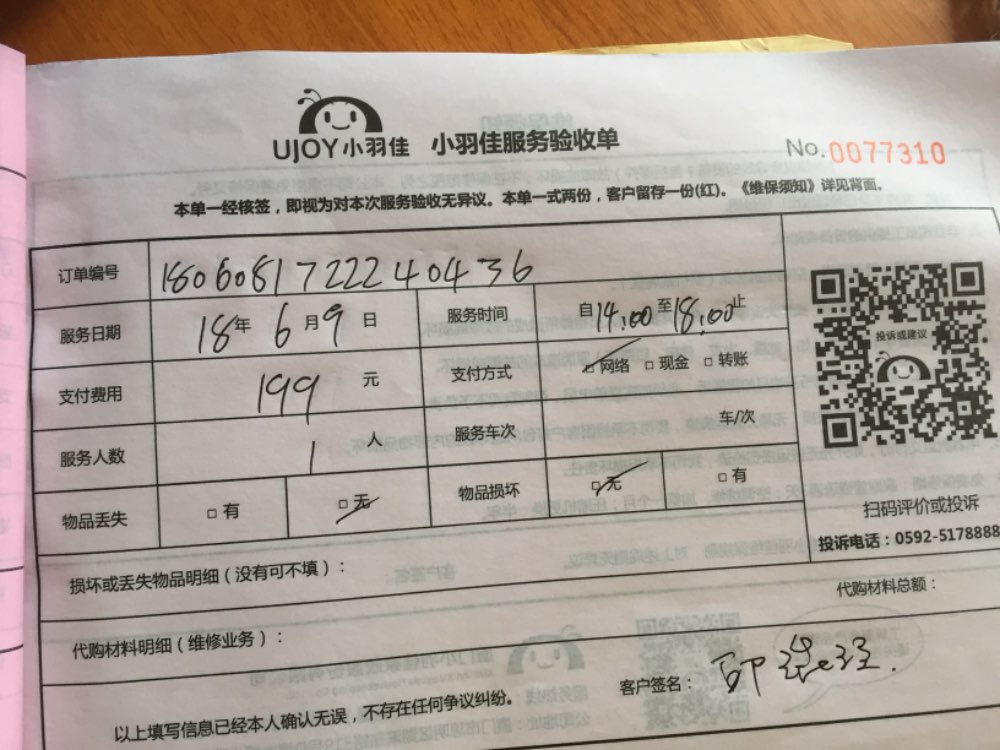 UJOY小羽佳 小羽佳服务验收单 No.0077310
本单一经核签，即视为对本次服务验收无异议。本单一式两份，客户留存一份(红)。《维保须知》详见背面。
订单编号 18060817222404036
服务日期 18年 6月9日 服务时间 自14:00至18:00止
支付费用 199 元 支付方式 ☑网络 □现金 □转账
服务人数 1 人 服务车次 车/次
物品丢失 □有 ☑无 物品损坏 ☑无 □有
投诉或建议
扫码评价或投诉
投诉电话：0592-5178888
损坏或丢失物品明细（没有可不填）：
代购材料总额：
代购材料明细（维修业务）：
客户签名：
以上填写信息已经本人确认无误，不存在任何争议纠纷。